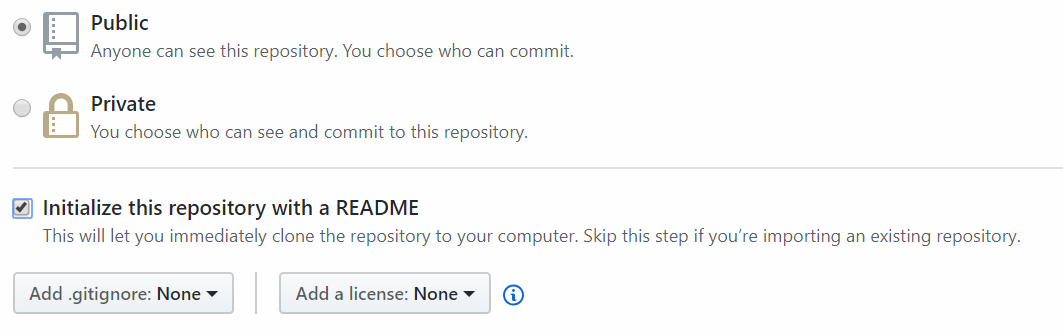 Public
Anyone can see this repository. You choose who can commit.
Private
You choose who can see and commit to this repository.
Initialize this repository with a README
This will let you immediately clone the repository to your computer. Skip this step if you’re importing an existing repository.
Add .gitignore: None
Add a license: None